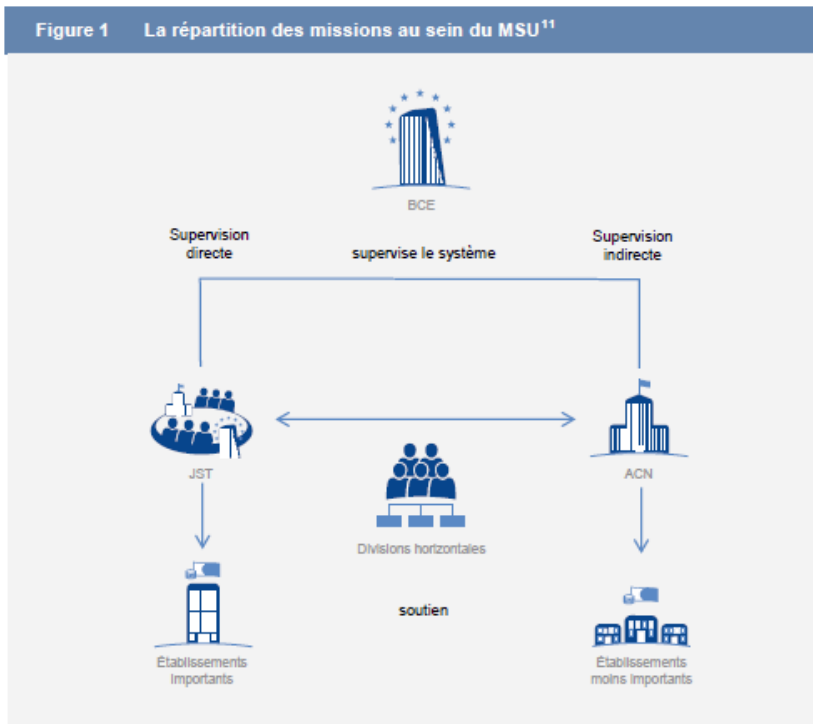 Figure 1 La répartition des missions au sein du MSU11
BCE
Supervision
directe
supervise le système
Supervision
indirecte
JST
ACN
Divisions horizontales
soutien
Établissements
importants
Établissements
moins importants